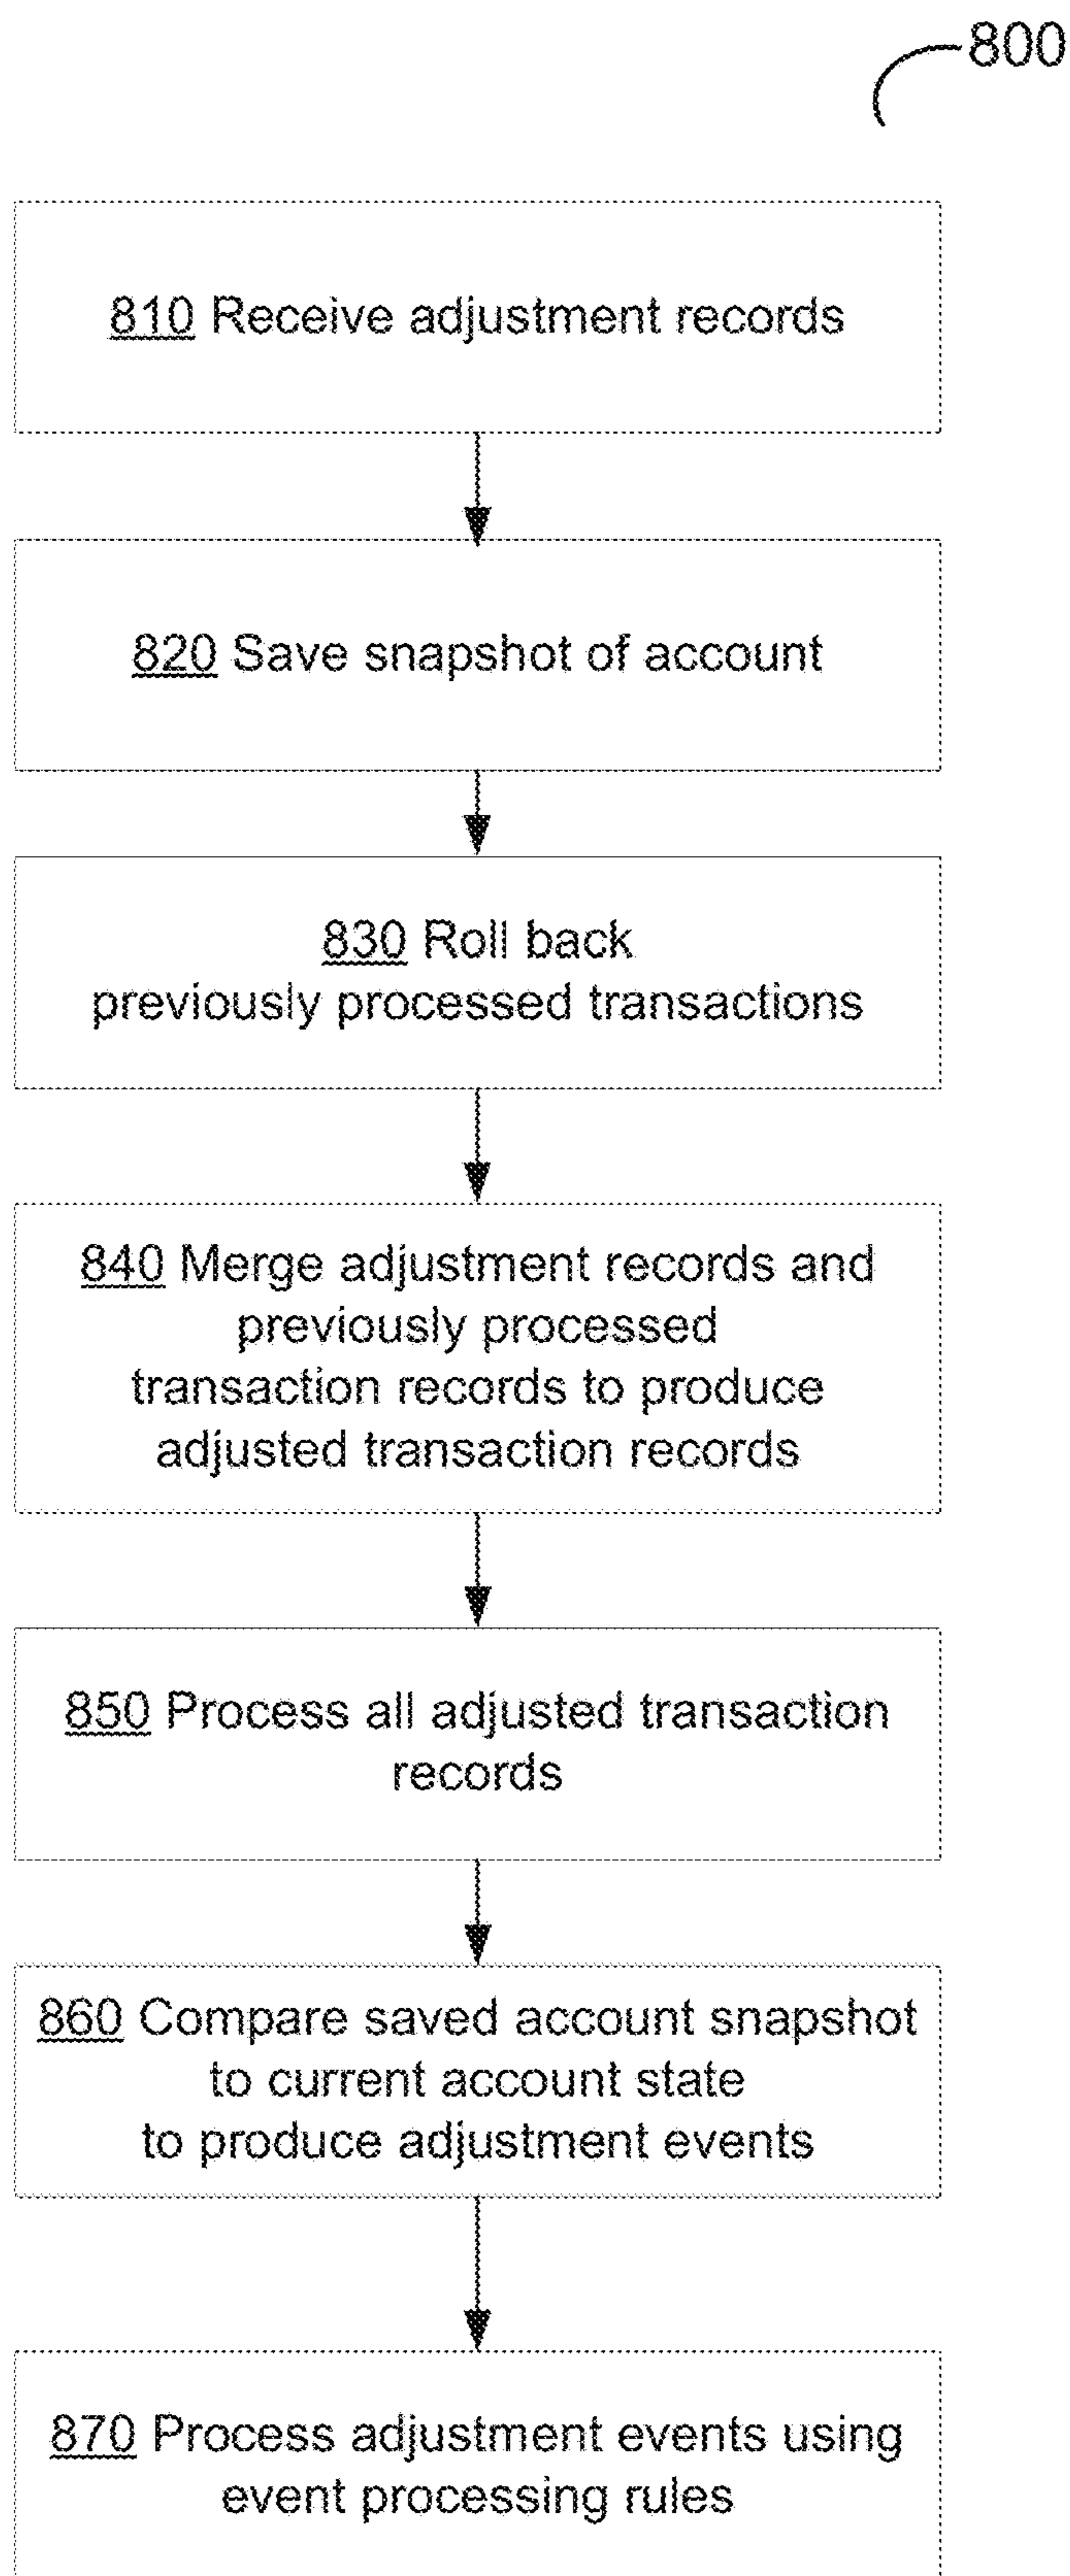 800
810 Receive adjustment records
820 Save snapshot of account
830 Roll back
previously processed transactions
840 Merge adjustment records and
previously processed
transaction records to produce
adjusted transaction records
850 Process all adjusted transaction
records
860 Compare saved account snapshot
to current account state
to produce adjustment events
870 Process adjustment events using
event processing rules